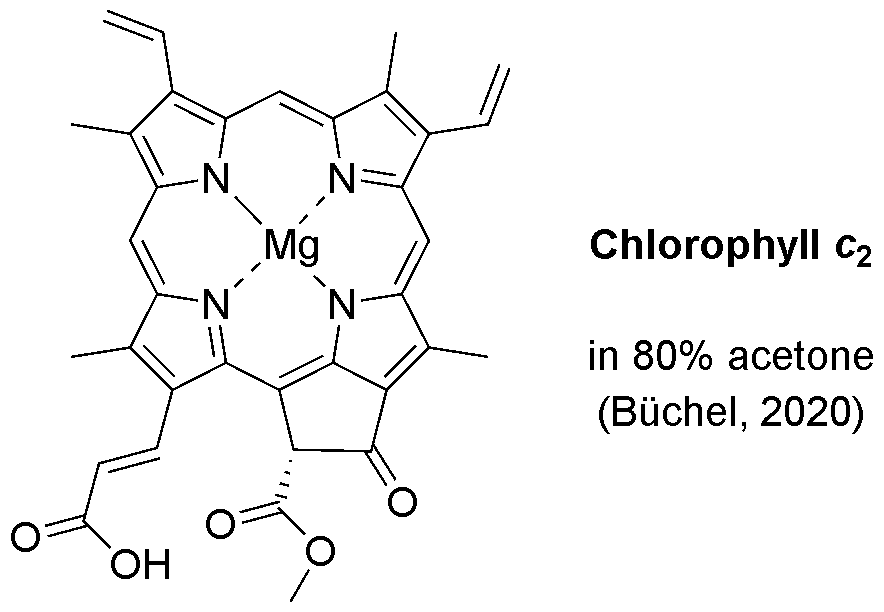 N
N
Mg
Chlorophyll c₂
N
N
in 80% acetone
(Büchel, 2020)
O
O
O
O
OH